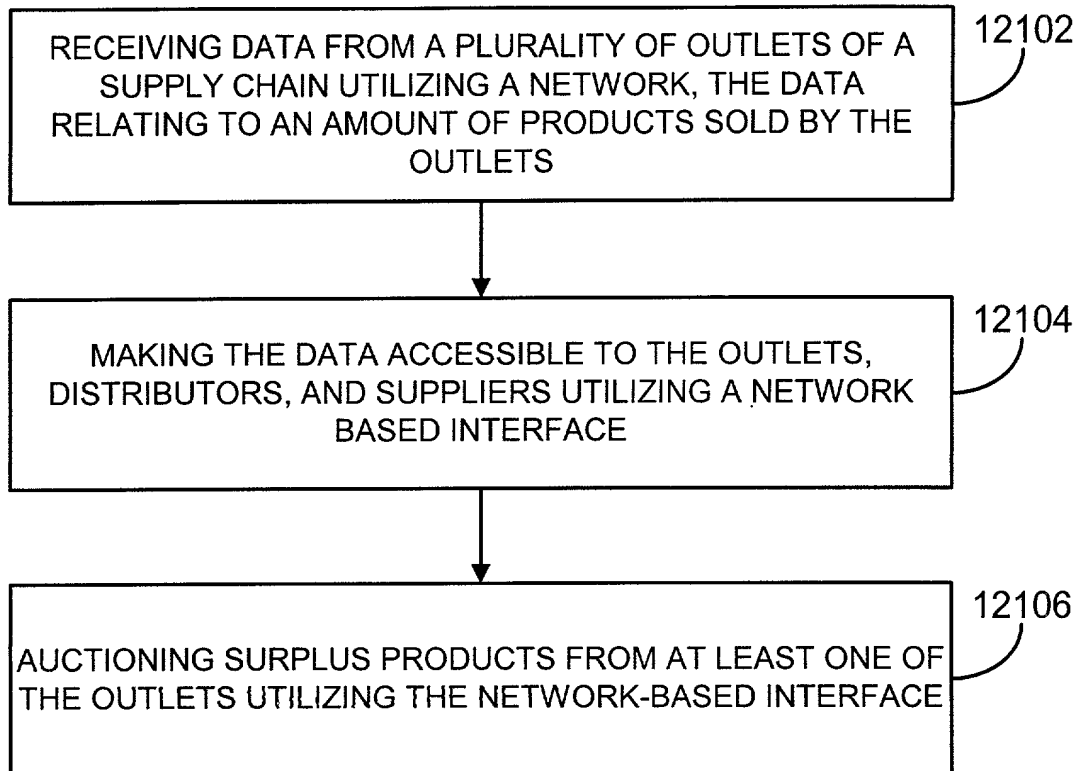 RECEIVING DATA FROM A PLURALITY OF OUTLETS OF A
SUPPLY CHAIN UTILIZING A NETWORK, THE DATA
RELATING TO AN AMOUNT OF PRODUCTS SOLD BY THE
OUTLETS
12102
MAKING THE DATA ACCESSIBLE TO THE OUTLETS,
DISTRIBUTORS, AND SUPPLIERS UTILIZING A NETWORK
BASED INTERFACE
12104
AUCTIONING SURPLUS PRODUCTS FROM AT LEAST ONE OF
THE OUTLETS UTILIZING THE NETWORK-BASED INTERFACE
12106